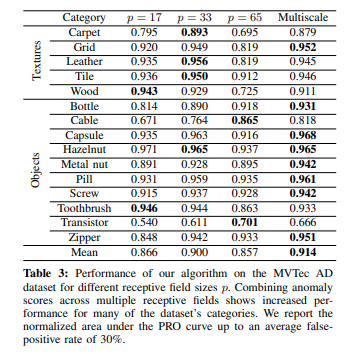 Category p = 17 p = 33 p = 65 Multiscale
Textures
Carpet 0.795 0.893 0.695 0.879
Grid 0.920 0.949 0.819 0.952
Leather 0.935 0.956 0.819 0.945
Tile 0.936 0.950 0.912 0.946
Wood 0.943 0.929 0.725 0.911
Objects
Bottle 0.814 0.890 0.918 0.931
Cable 0.671 0.764 0.865 0.818
Capsule 0.935 0.963 0.916 0.968
Hazelnut 0.971 0.965 0.937 0.965
Metal nut 0.891 0.928 0.895 0.942
Pill 0.931 0.959 0.935 0.961
Screw 0.915 0.937 0.928 0.942
Toothbrush 0.946 0.944 0.863 0.933
Transistor 0.540 0.611 0.701 0.666
Zipper 0.848 0.942 0.933 0.951
Mean 0.866 0.900 0.857 0.914
Table 3: Performance of our algorithm on the MVTec AD
dataset for different receptive field sizes p. Combining anomaly
scores across multiple receptive fields shows increased per-
formance for many of the dataset's categories. We report the
normalized area under the PRO curve up to an average false-
positive rate of 30%.